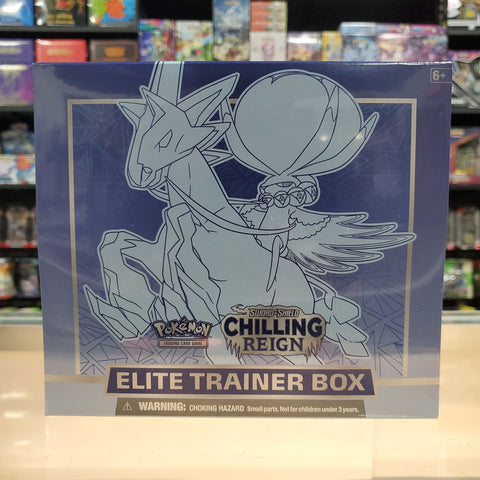 6+
Pokémon
TRADING CARD GAME
SWORD & SHIELD
CHILLING
REIGN
ELITE TRAINER BOX
WARNING: CHOKING HAZARD Small parts. Not for children under 3 years.